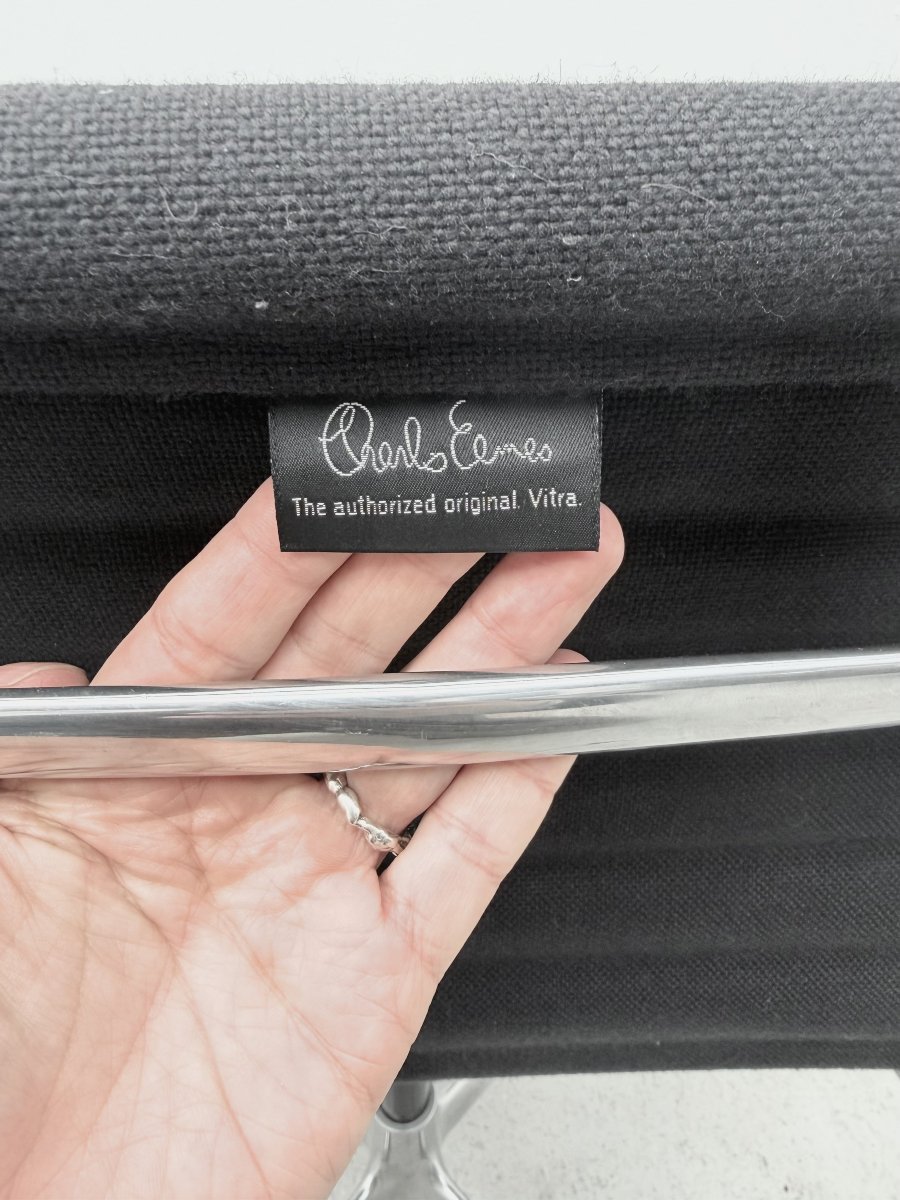 Charles Eames
The authorized original. Vitra.